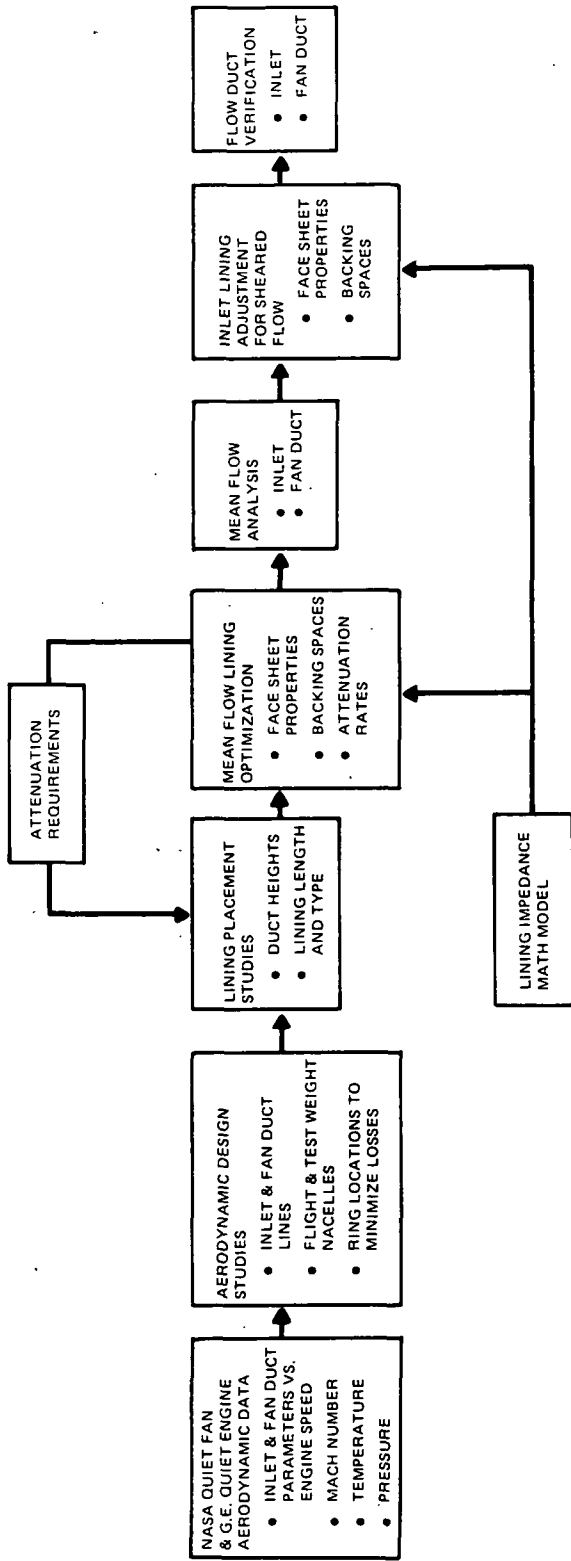 NASA QUIET FAN
& G.E. QUIET ENGINE
AERODYNAMIC DATA
• INLET & FAN DUCT
PARAMETERS VS.
ENGINE SPEED
• MACH NUMBER
• TEMPERATURE
• PRESSURE
AERODYNAMIC DESIGN
STUDIES
• INLET & FAN DUCT
LINES
• FLIGHT & TEST WEIGHT
NACELLES
• RING LOCATIONS TO
MINIMIZE LOSSES
LINING PLACEMENT
STUDIES
• DUCT HEIGHTS
• LINING LENGTH
AND TYPE
ATTENUATION
REQUIREMENTS
MEAN FLOW LINING
OPTIMIZATION
• FACE SHEET
PROPERTIES
• BACKING SPACES
• ATTENUATION
RATES
LINING IMPEDANCE
MATH MODEL
MEAN FLOW
ANALYSIS
• INLET
• FAN DUCT
INLET LINING
ADJUSTMENT
FOR SHEARED
FLOW
• FACE SHEET
PROPERTIES
• BACKING
SPACES
FLOW DUCT
VERIFICATION
• INLET
• FAN DUCT